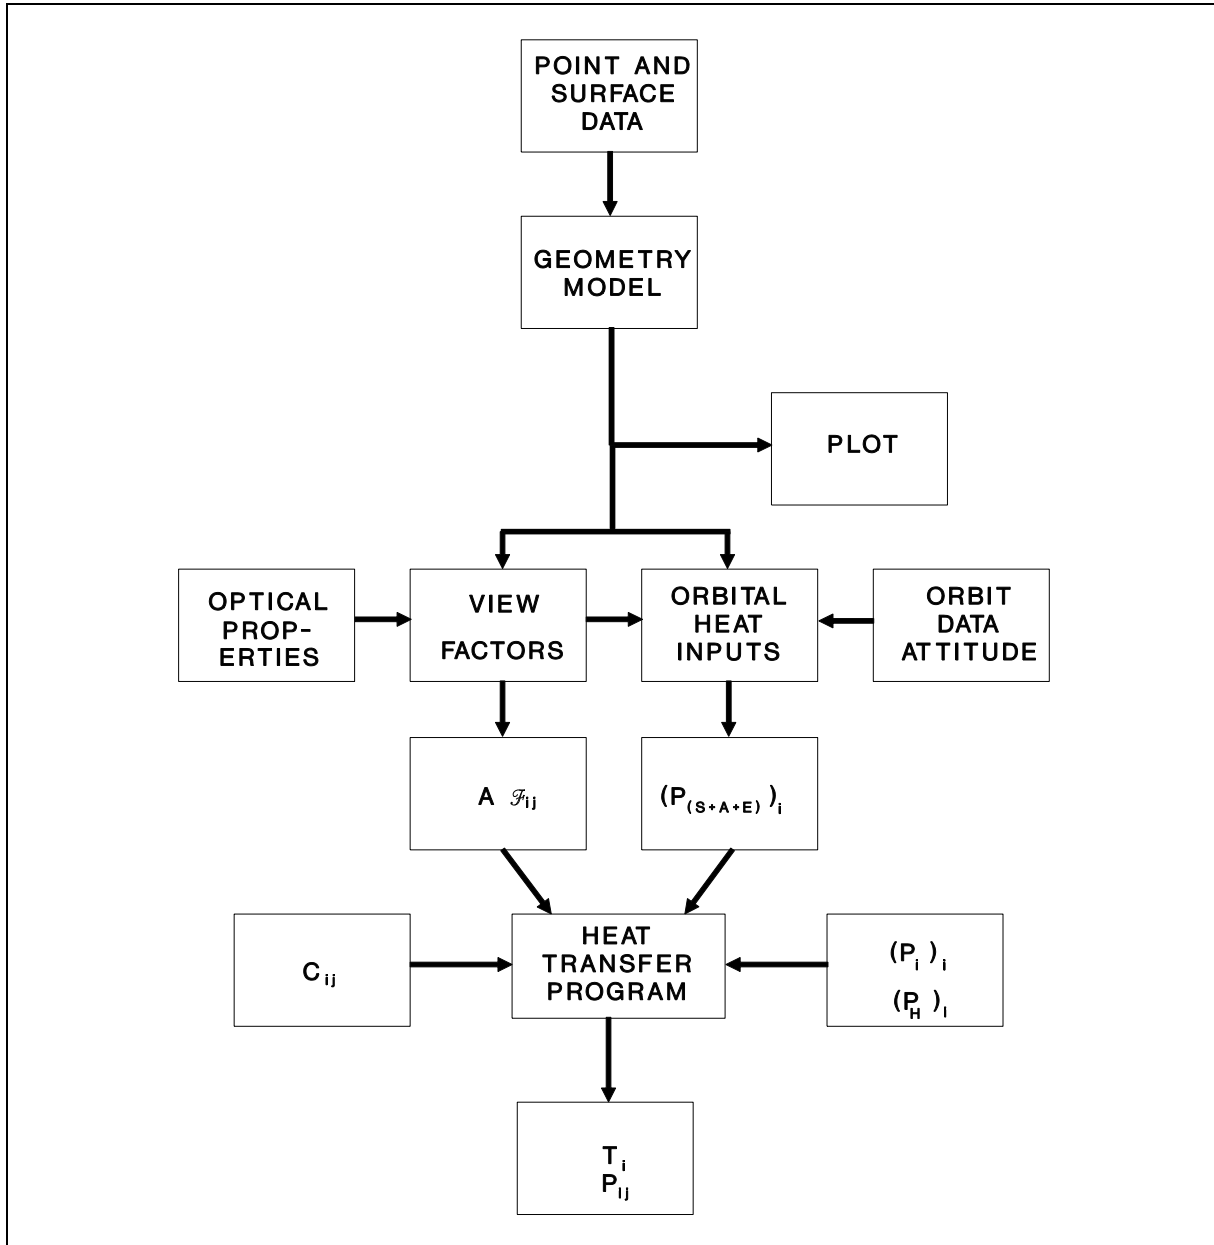 POINT AND
SURFACE
DATA
GEOMETRY
MODEL
PLOT
OPTICAL
PROP-
ERTIES
VIEW
FACTORS
ORBITAL
HEAT
INPUTS
ORBIT
DATA
ATTITUDE
A ℱij
(P(S+A+E))i
Cij
HEAT
TRANSFER
PROGRAM
(Pi)i
(PH)I
Ti
PIj